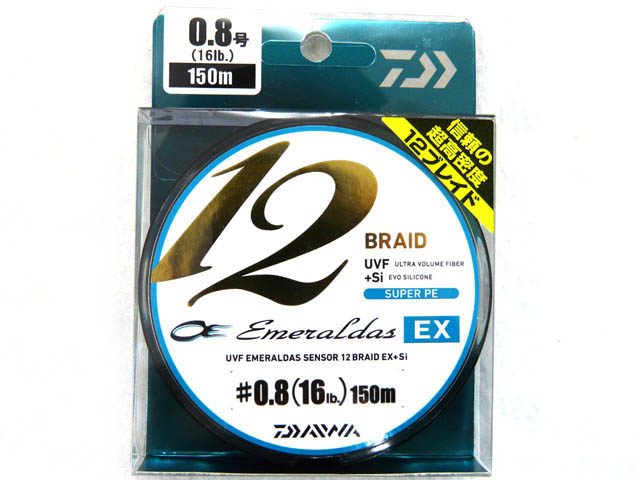 0.8号
(16lb.)
150m
信頼の
超高密度
12ブレイド
12
BRAID
UVF ULTRA VOLUME FIBER
+Si EVO SILICONE
SUPER PE
Emeraldas EX
UVF EMERALDAS SENSOR 12 BRAID EX+Si
#0.8(16lb.)150m
DAIWA